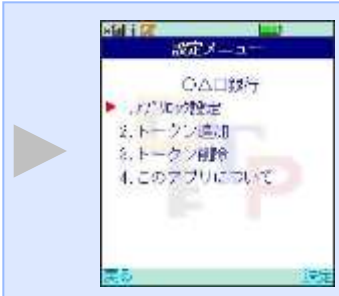 設定メニュー
○△口銀行
1.アプリロック設定
2.トークン追加
3.トークン削除
4.このアプリについて
戻る 決定